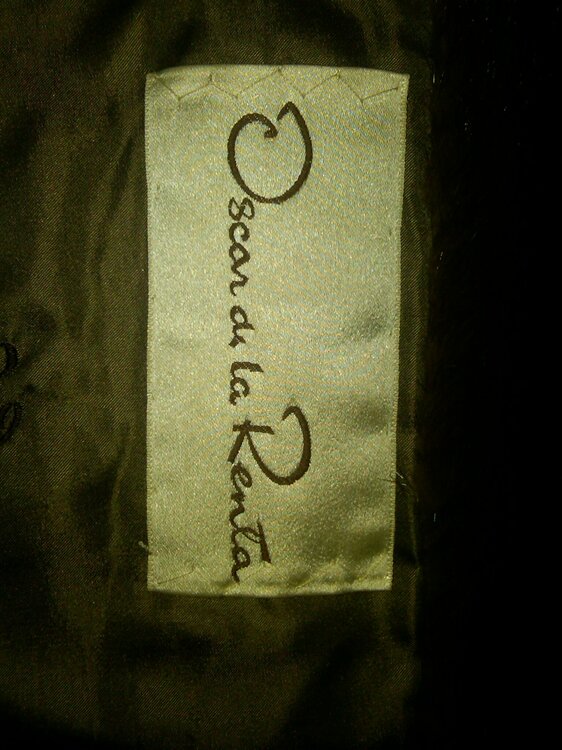 Oscar de la Renta